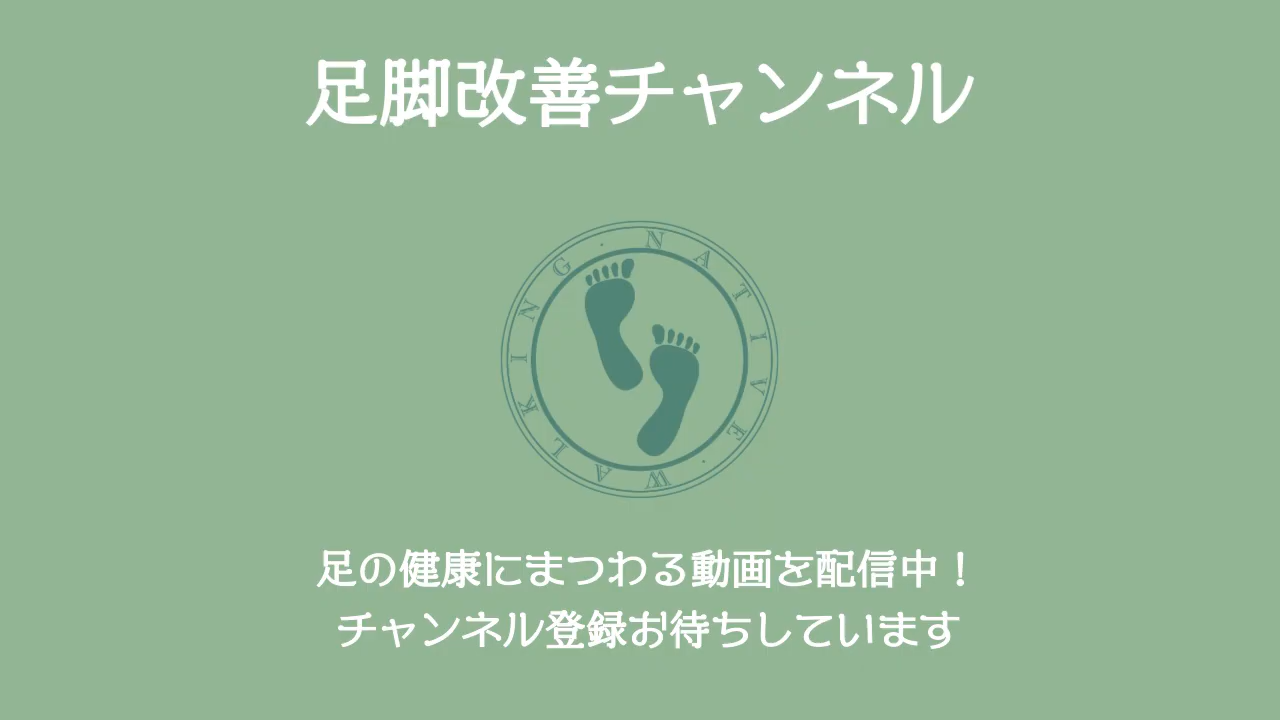 足脚改善チャンネル
NATIVE・WALKING・
足の健康にまつわる動画を配信中！
チャンネル登録お待ちしています